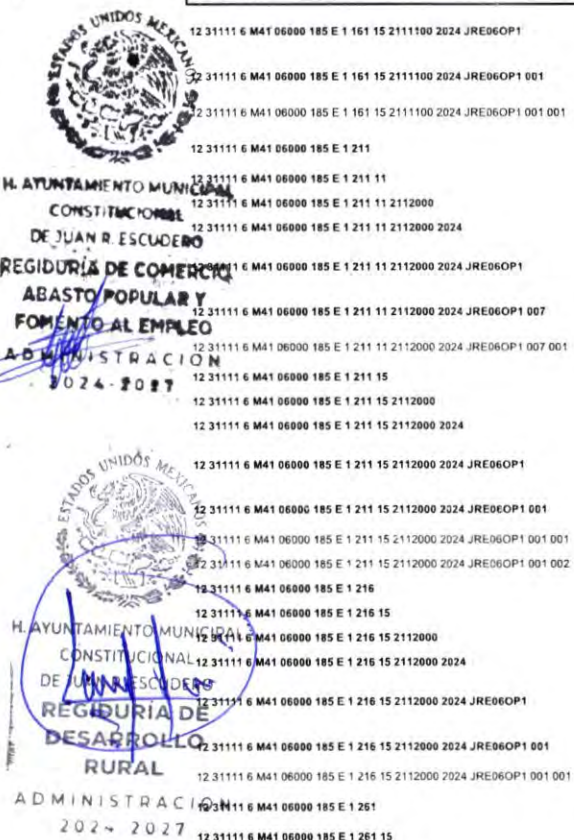 12 31111 6 M41 06000 185 E 1 161 15 2111100 2024 JRE06OP1
12 31111 6 M41 06000 185 E 1 161 15 2111100 2024 JRE06OP1 001
12 31111 6 M41 06000 185 E 1 161 15 2111100 2024 JRE06OP1 001 001
12 31111 6 M41 06000 185 E 1 211
12 31111 6 M41 06000 185 E 1 211 11
12 31111 6 M41 06000 185 E 1 211 11 2112000
12 31111 6 M41 06000 185 E 1 211 11 2112000 2024
12 31111 6 M41 06000 185 E 1 211 11 2112000 2024 JRE06OP1
12 31111 6 M41 06000 185 E 1 211 11 2112000 2024 JRE06OP1 007
12 31111 6 M41 06000 185 E 1 211 11 2112000 2024 JRE06OP1 007 001
12 31111 6 M41 06000 185 E 1 211 15
12 31111 6 M41 06000 185 E 1 211 15 2112000
12 31111 6 M41 06000 185 E 1 211 15 2112000 2024
12 31111 6 M41 06000 185 E 1 211 15 2112000 2024 JRE06OP1
12 31111 6 M41 06000 185 E 1 211 15 2112000 2024 JRE06OP1 001
12 31111 6 M41 06000 185 E 1 211 15 2112000 2024 JRE06OP1 001 001
12 31111 6 M41 06000 185 E 1 211 15 2112000 2024 JRE06OP1 001 002
12 31111 6 M41 06000 185 E 1 216
12 31111 6 M41 06000 185 E 1 216 15
12 31111 6 M41 06000 185 E 1 216 15 2112000
12 31111 6 M41 06000 185 E 1 216 15 2112000 2024
12 31111 6 M41 06000 185 E 1 216 15 2112000 2024 JRE06OP1
12 31111 6 M41 06000 185 E 1 216 15 2112000 2024 JRE06OP1 001
12 31111 6 M41 06000 185 E 1 216 15 2112000 2024 JRE06OP1 001 001
12 31111 6 M41 06000 185 E 1 261
12 31111 6 M41 06000 185 E 1 261 15
ESTADOS UNIDOS MEXICANOS
H. AYUNTAMIENTO MUNICIPAL
CONSTITUCIONAL
DE JUAN R. ESCUDERO
REGIDURÍA DE COMERCIO,
ABASTO POPULAR Y
FOMENTO AL EMPLEO
ADMINISTRACIÓN
2024-2027
ESTADOS UNIDOS MEXICANOS
H. AYUNTAMIENTO MUNICIPAL
CONSTITUCIONAL
DE JUAN R. ESCUDERO
REGIDURÍA DE
DESARROLLO
RURAL
ADMINISTRACIÓN
2024 2027